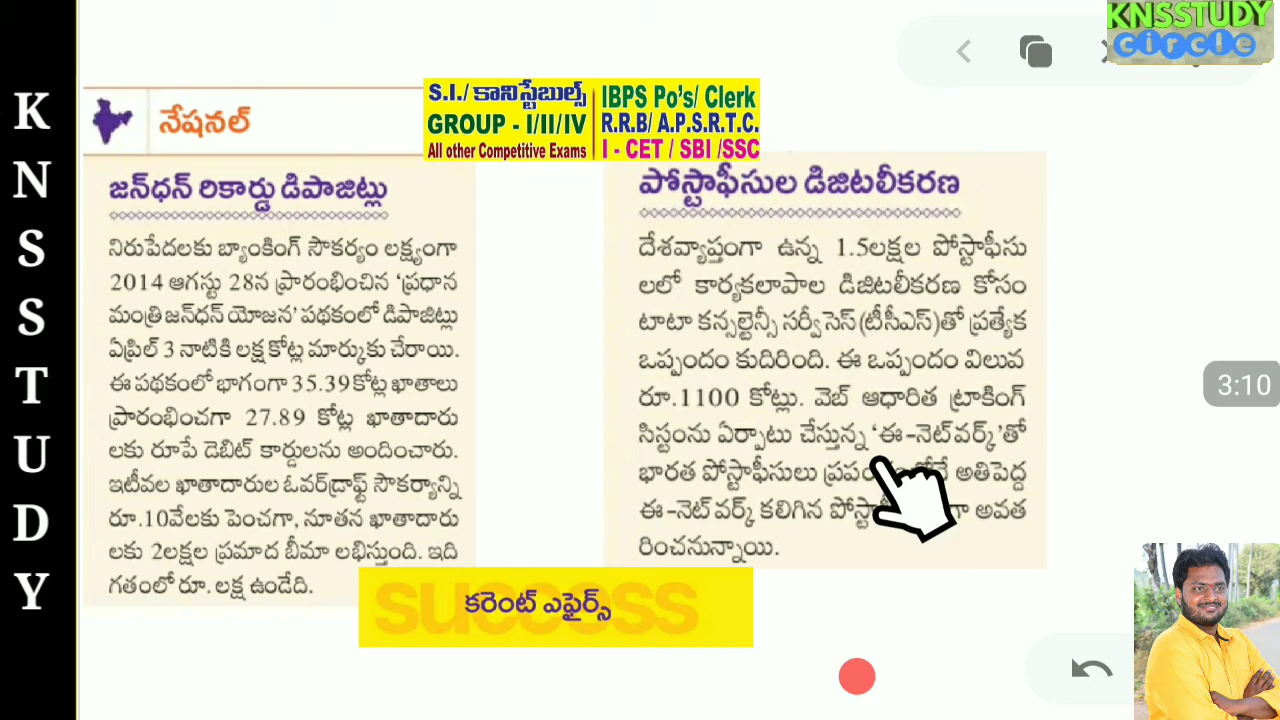 KNSSTUDY
circle
K
N
S
S
T
U
D
Y
S.I./ కానిస్టేబుల్స్
GROUP - I/II/IV
All other Competitive Exams
IBPS Po's/ Clerk
R.R.B/ A.P.S.R.T.C.
I - CET / SBI /SSC
నేషనల్
జన్‌ధన్ రికార్డు డిపాజిట్లు
నిరుపేదలకు బ్యాంకింగ్ సౌకర్యం లక్ష్యంగా
2014 ఆగస్టు 28న ప్రారంభించిన 'ప్రధాన
మంత్రి జన్‌ధన్ యోజన' పథకంలో డిపాజిట్లు
ఏప్రిల్ 3 నాటికి లక్ష కోట్ల మార్కుకు చేరాయి.
ఈ పథకంలో భాగంగా 35.39 కోట్ల ఖాతాలు
ప్రారంభించగా 27.89 కోట్ల ఖాతాదారు
లకు రూపే డెబిట్ కార్డులను అందించారు.
ఇటీవల ఖాతాదారుల ఓవర్‌డ్రాఫ్ట్ సౌకర్యాన్ని
రూ.10వేలకు పెంచగా, నూతన ఖాతాదారు
లకు 2లక్షల ప్రమాద బీమా లభిస్తుంది. ఇది
గతంలో రూ. లక్ష ఉండేది.
పోస్టాఫీసుల డిజిటలీకరణ
దేశవ్యాప్తంగా ఉన్న 1.5లక్షల పోస్టాఫీసు
లలో కార్యకలాపాల డిజిటలీకరణ కోసం
టాటా కన్సల్టెన్సీ సర్వీసెస్(టీసీఎస్)తో ప్రత్యేక
ఒప్పందం కుదిరింది. ఈ ఒప్పందం విలువ
రూ.1100 కోట్లు. వెబ్ ఆధారిత ట్రాకింగ్
సిస్టంను ఏర్పాటు చేస్తున్న 'ఈ-నెట్‌వర్క్'తో
భారత పోస్టాఫీసులు అతిపెద్ద
ఈ-నెట్‌వర్క్ కలిగిన అవత
రించనున్నాయి.
3:10
success
కరెంట్ ఎఫైర్స్